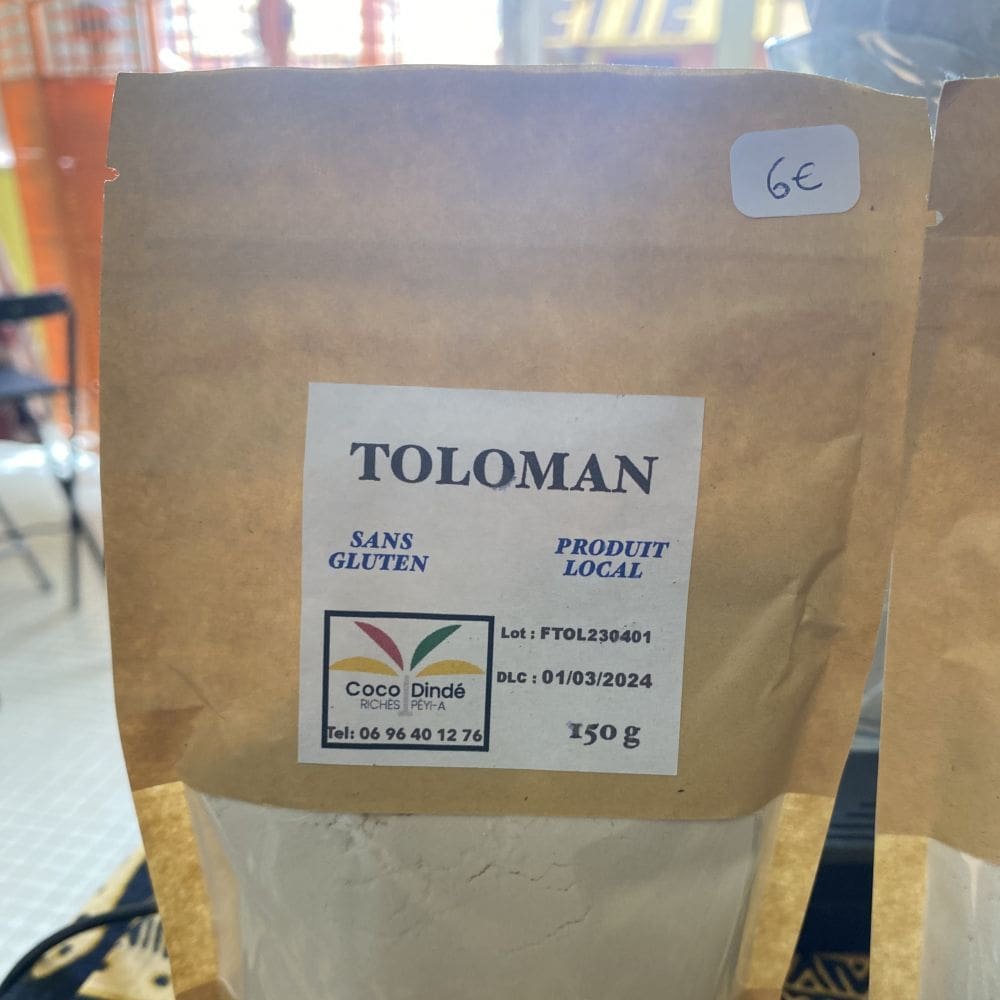 6€
TOLOMAN
SANS
GLUTEN
PRODUIT
LOCAL
Lot : FTOL230401
DLC : 01/03/2024
150 g
Coco Dindé
RICHÈS PÉYI-A
Tel: 06 96 40 12 76